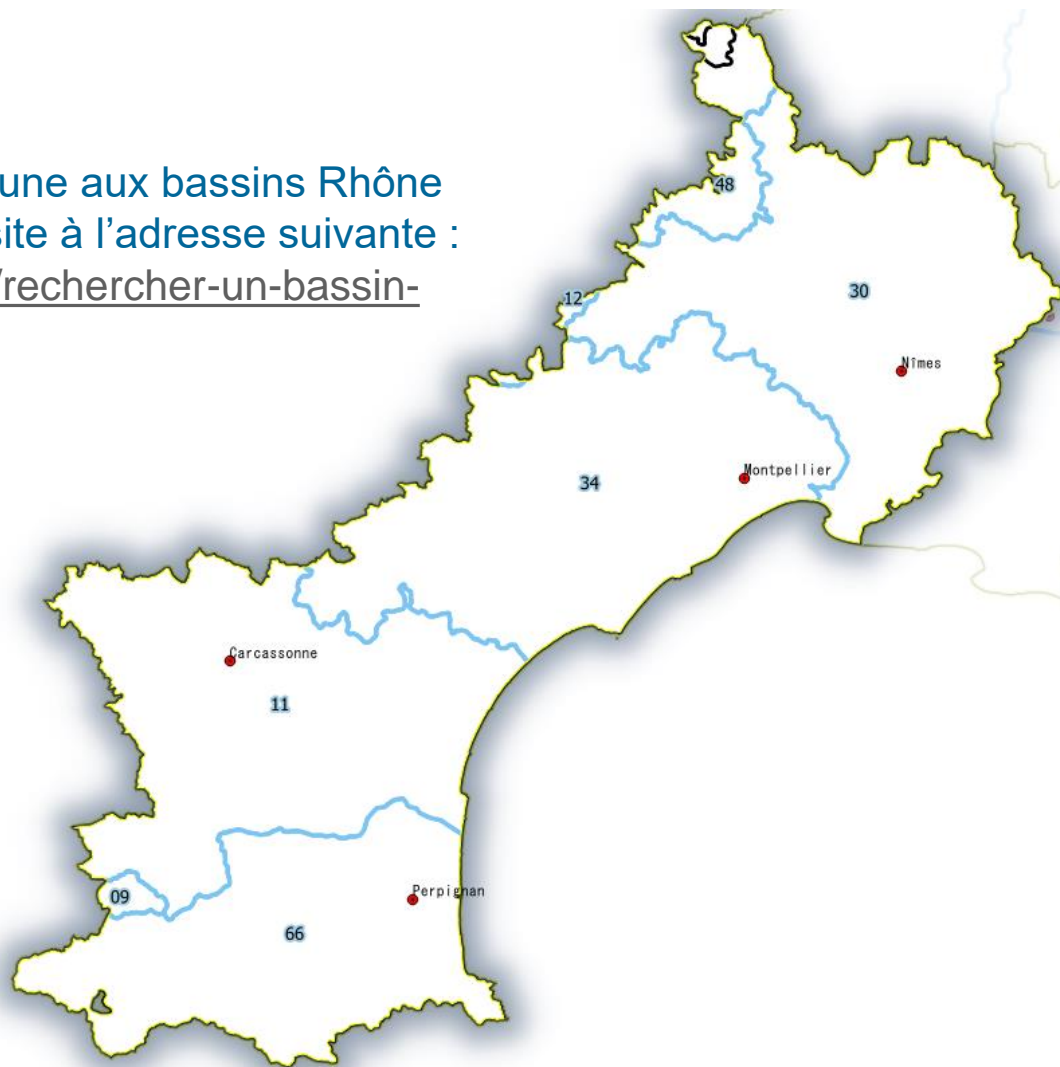 une aux bassins Rhône
site à l’adresse suivante :
/rechercher-un-bassin-
48
12
30
Nîmes
34
Montpellier
Carcassonne
11
09
Perpignan
66